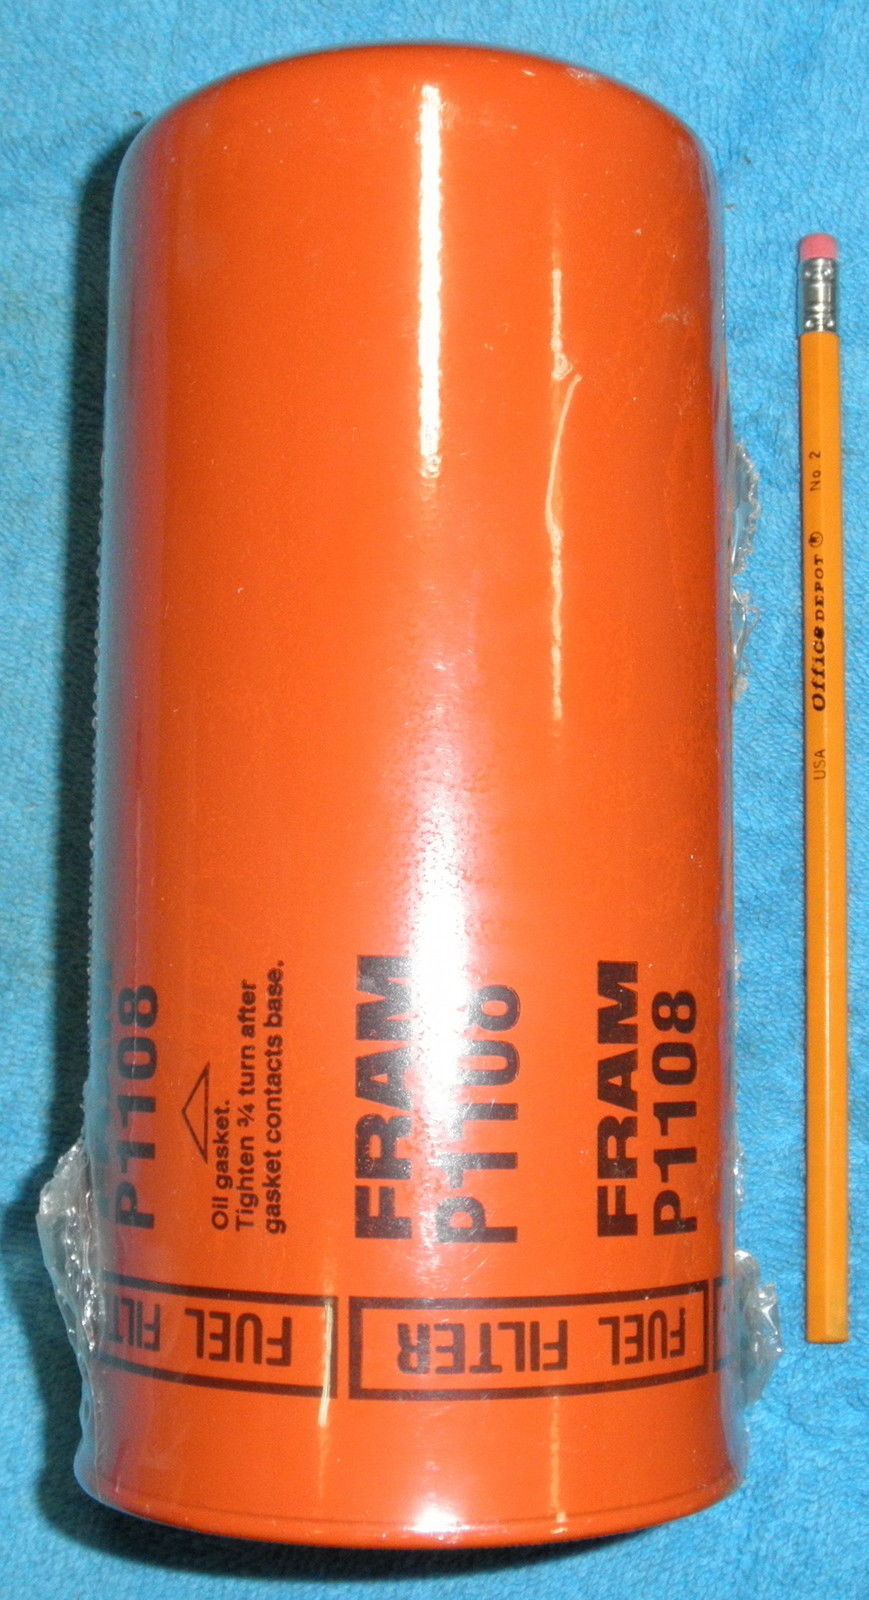 P1108
Oil gasket.
Tighten ¾ turn after
gasket contacts base.
FRAM
P1108
FRAM
P1108
FUEL FILT
FUEL FILTER
No. 2
Office DEPOT
USA